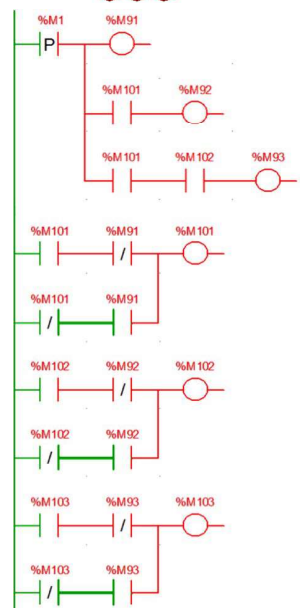 %M1 %M91
P
%M101 %M92
%M101 %M102 %M93
%M101 %M91 %M101
/
%M101 %M91
/
%M102 %M92 %M102
/
%M102 %M92
/
%M103 %M93 %M103
/
%M103 %M93
/